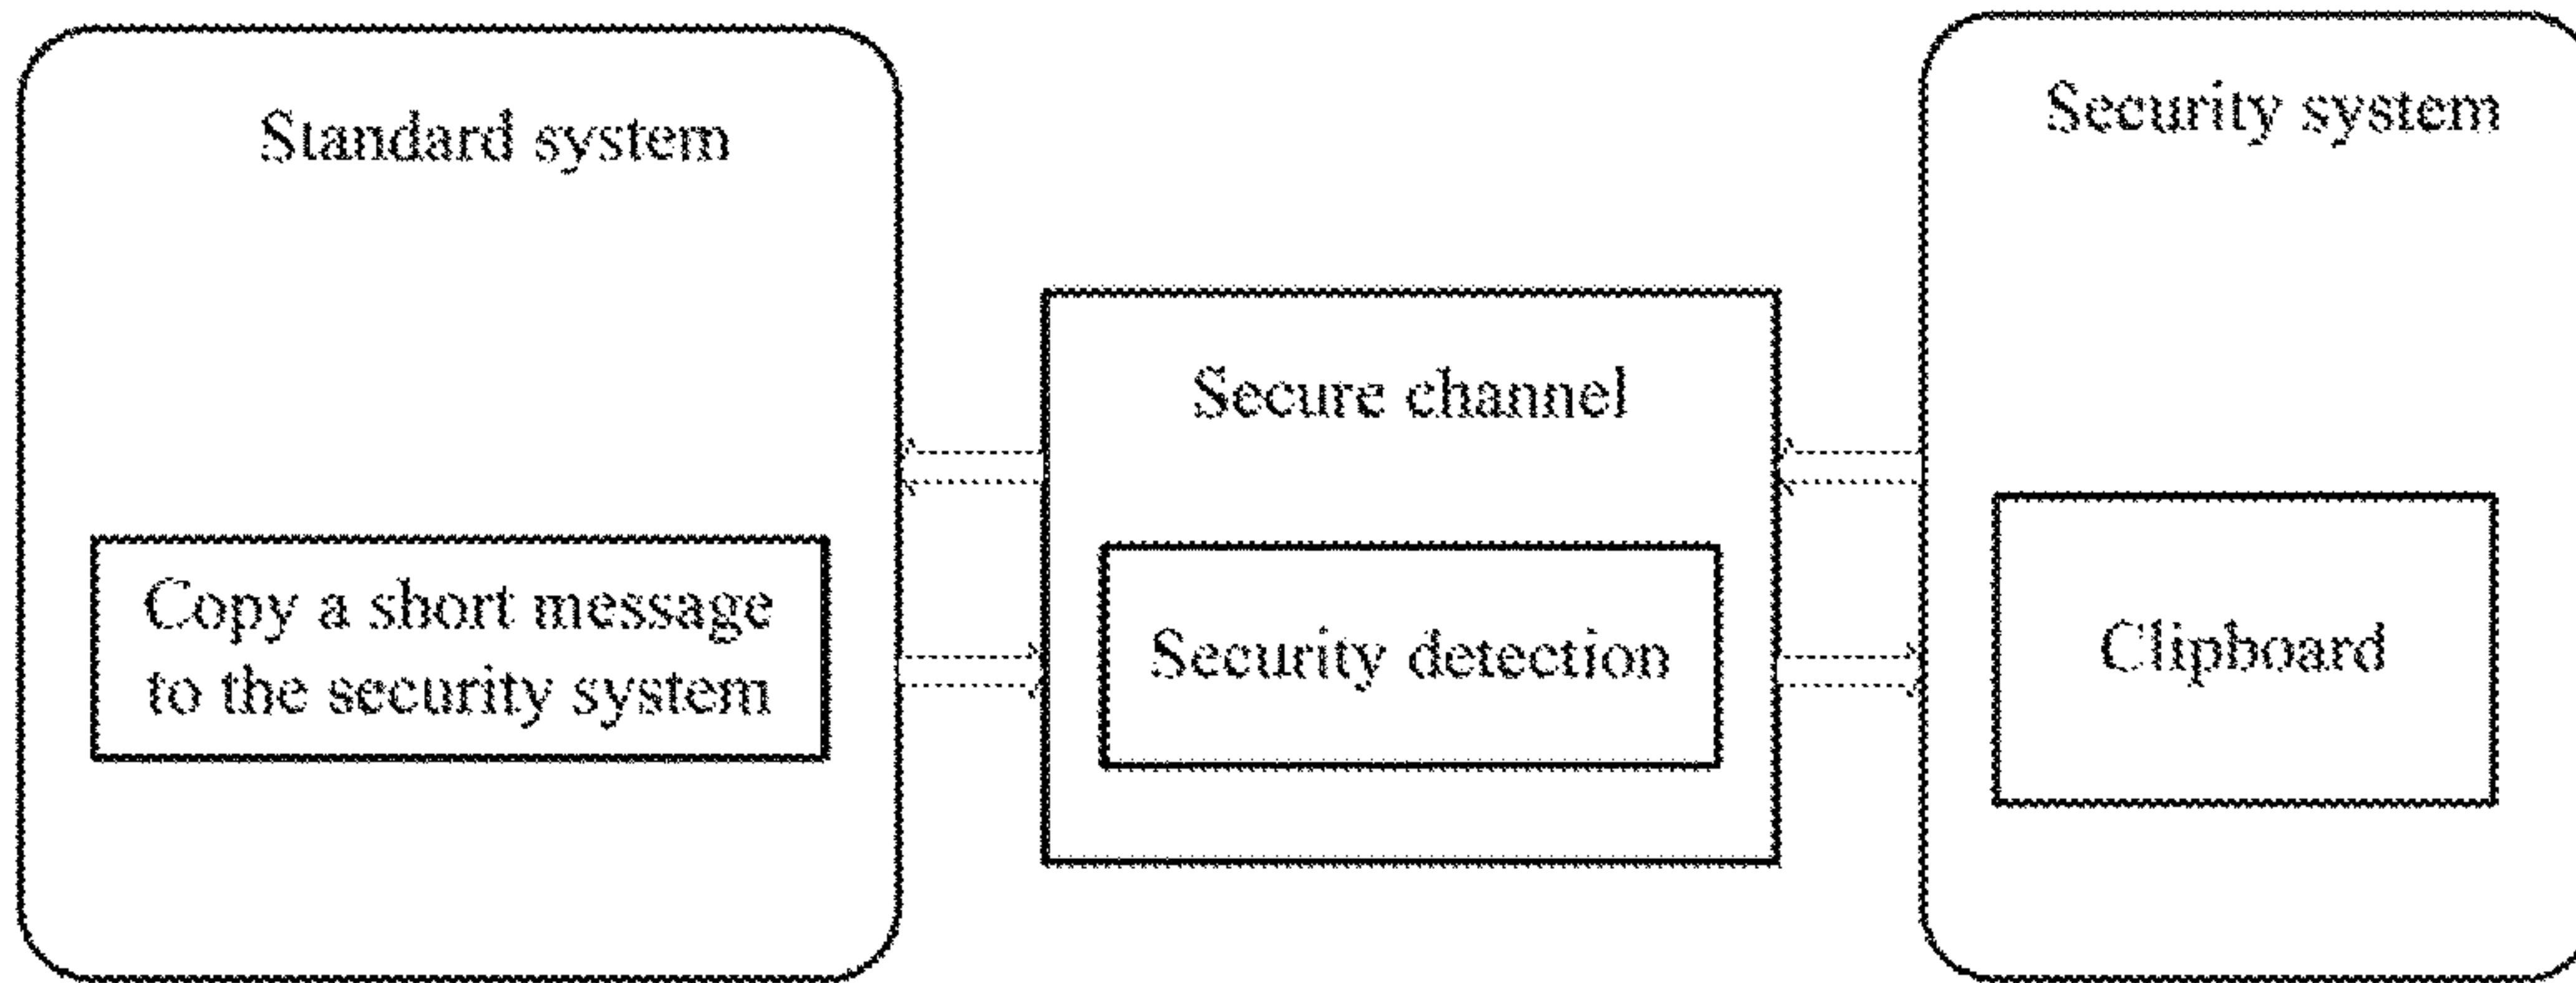 Standard system
Security system
Secure channel
Copy a short message
to the security system
Security detection
Clipboard